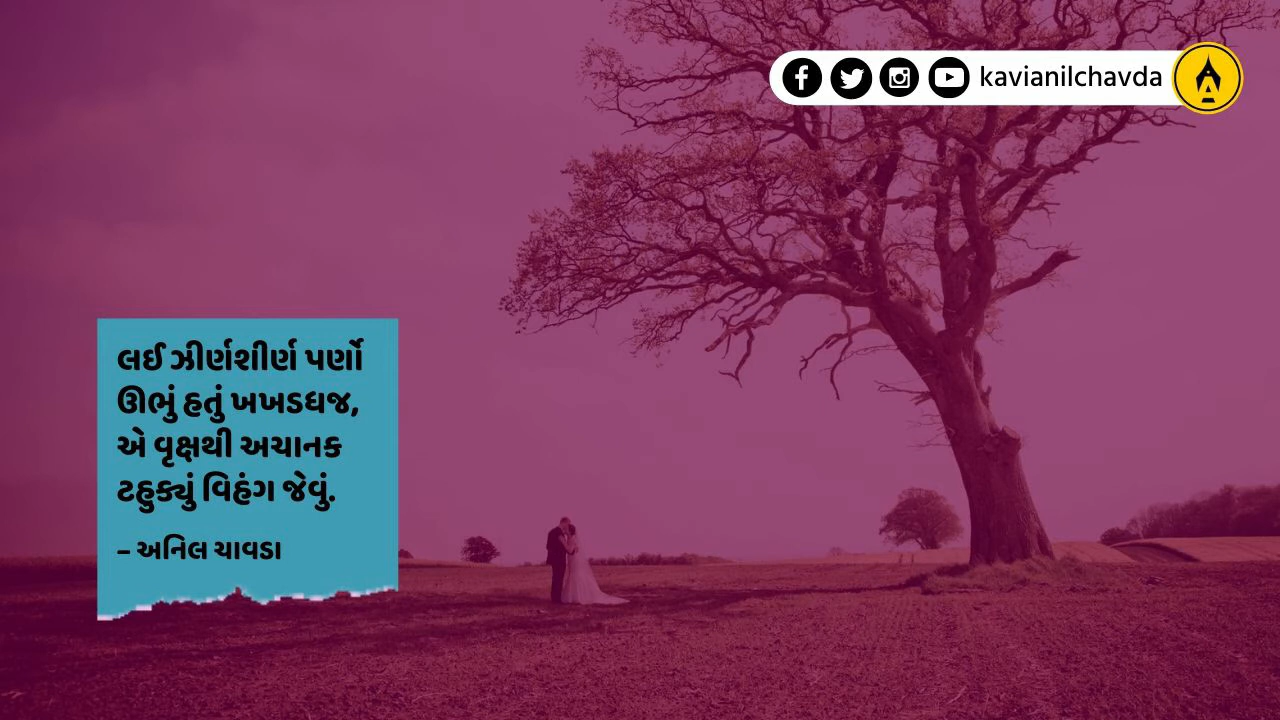 kavianilchavda
લઈ ઝીર્ણશીર્ણ પર્ણો
ઊભું હતું ખખડધજ,
એ વૃક્ષથી અચાનક
ટહુક્યું વિહંગ જેવું.
– અનિલ ચાવડા